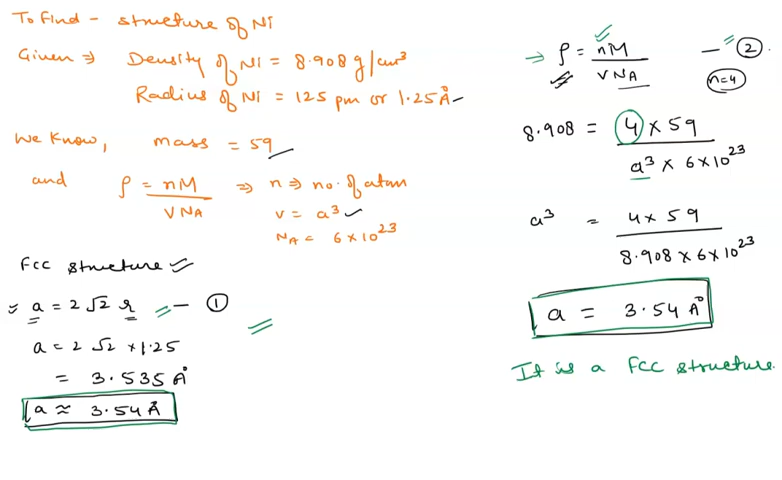 To Find - structure of Ni
Given ⇒ Density of Ni = 8.908 g/cm³
Radius of Ni = 125 pm or 1.25 Å
We Know, mass = 59
and ρ = nM / VNA ⇒ n ⇒ no. of atom
v = a³
NA = 6 × 10²³
FCC structure
a = 2√2 r — ①
a = 2√2 × 1.25
= 3.535 Å
a ≈ 3.54 Å
→ ρ = nM / VNA — ②
n=4
8.908 = 4 × 59 / a³ × 6 × 10²³
a³ = 4 × 59 / 8.908 × 6 × 10²³
a = 3.54 Å
It is a FCC structure.